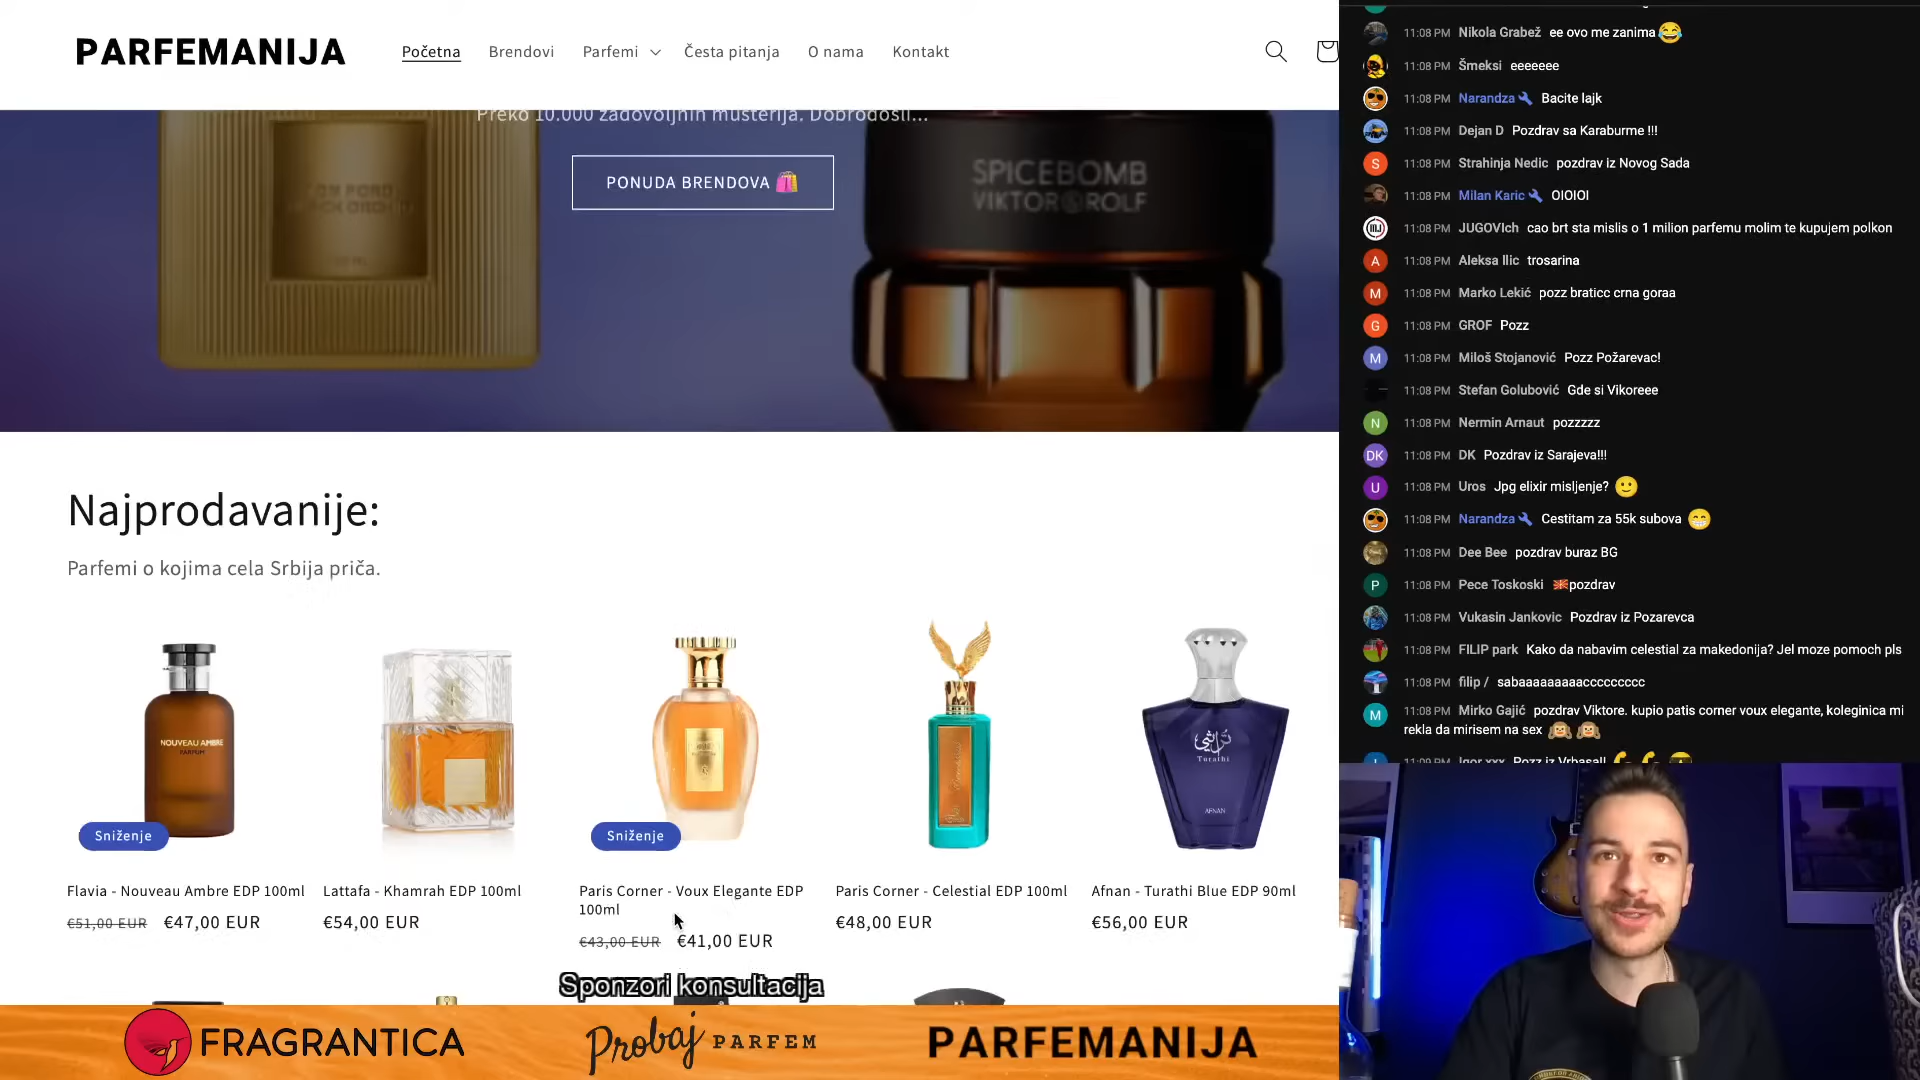 PARFEMANIJA
Početna Brendovi Parfemi Česta pitanja O nama Kontakt
Preko 10.000 zadovoljnih mušterija. Dobrodošli...
PONUDA BRENDOVA
SPICEBOMB
VIKTOR&ROLF
Najprodavanije:
Parfemi o kojima cela Srbija priča.
NOUVEAU AMBRE
PARFUM
Turathi
AFNAN
Sniženje
Sniženje
Flavia - Nouveau Ambre EDP 100ml
€51,00 EUR €47,00 EUR
Lattafa - Khamrah EDP 100ml
€54,00 EUR
Paris Corner - Voux Elegante EDP
100ml
€43,00 EUR €41,00 EUR
Paris Corner - Celestial EDP 100ml
€48,00 EUR
Afnan - Turathi Blue EDP 90ml
€56,00 EUR
Sponzori konsultacija
FRAGRANTICA
Probaj PARFEM
PARFEMANIJA
11:08 PM Nikola Grabež ee ovo me zanima😂
11:08 PM Šmeksi eeeeeee
11:08 PM Narandza Bacite lajk
11:08 PM Dejan D Pozdrav sa Karaburme !!!
S 11:08 PM Strahinja Nedic pozdrav iz Novog Sada
11:08 PM Milan Karic OIOIOI
11:08 PM JUGOVIch cao brt sta mislis o 1 milion parfemu molim te kupujem polkon
A 11:08 PM Aleksa Ilic trosarina
M 11:08 PM Marko Lekić pozz braticc crna goraa
G 11:08 PM GROF Pozz
M 11:08 PM Miloš Stojanović Pozz Požarevac!
11:08 PM Stefan Golubović Gde si Vikoreee
N 11:08 PM Nermin Arnaut pozzzzz
DK 11:08 PM DK Pozdrav iz Sarajeva!!!
U 11:08 PM Uros Jpg elixir misljenje? 🙂
11:08 PM Narandza Cestitam za 55k subova 😁
11:08 PM Dee Bee pozdrav buraz BG
P 11:08 PM Pece Toskoski 🇲🇰pozdrav
11:08 PM Vukasin Jankovic Pozdrav iz Pozarevca
11:08 PM FILIP park Kako da nabavim celestial za makedonija? Jel moze pomoch pls
11:08 PM filip / sabaaaaaaaaaccccccccc
M 11:08 PM Mirko Gajić pozdrav Viktore. kupio patis corner voux elegante, koleginica mi
rekla da mirisem na sex 🙊 🙊
11:09 PM Igor xxx Pozz iz Vrbasa!!